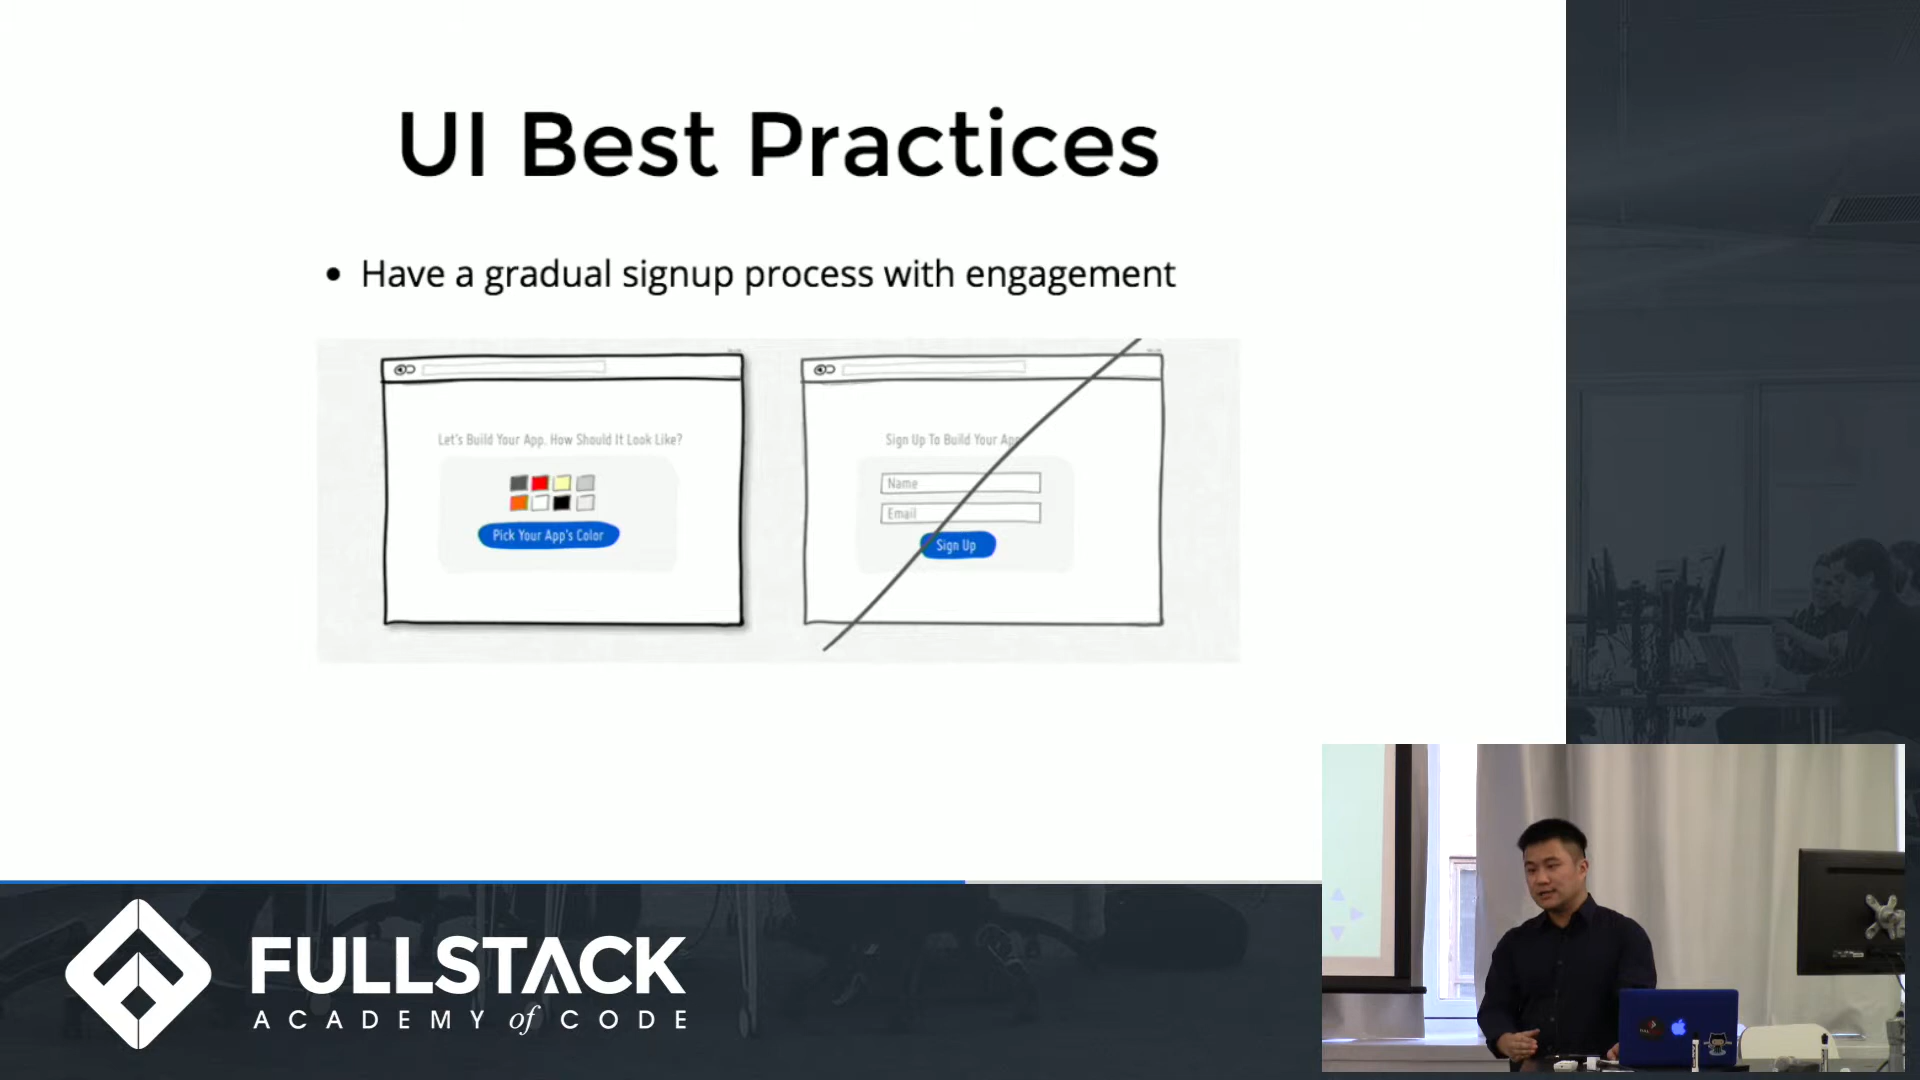 UI Best Practices
• Have a gradual signup process with engagement
Let's Build Your App. How Should It Look Like?
Pick Your App's Color
Sign Up To Build Your App
Name
Email
Sign Up
FULLSTACK
ACADEMY of CODE